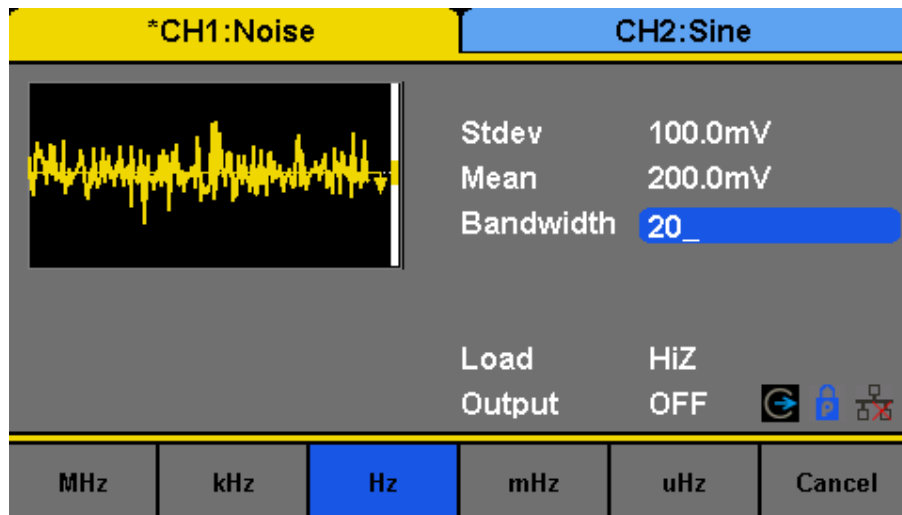 *CH1:Noise CH2:Sine
Stdev 100.0mV
Mean 200.0mV
Bandwidth 20_
Load HiZ
Output OFF P
MHz kHz Hz mHz uHz Cancel